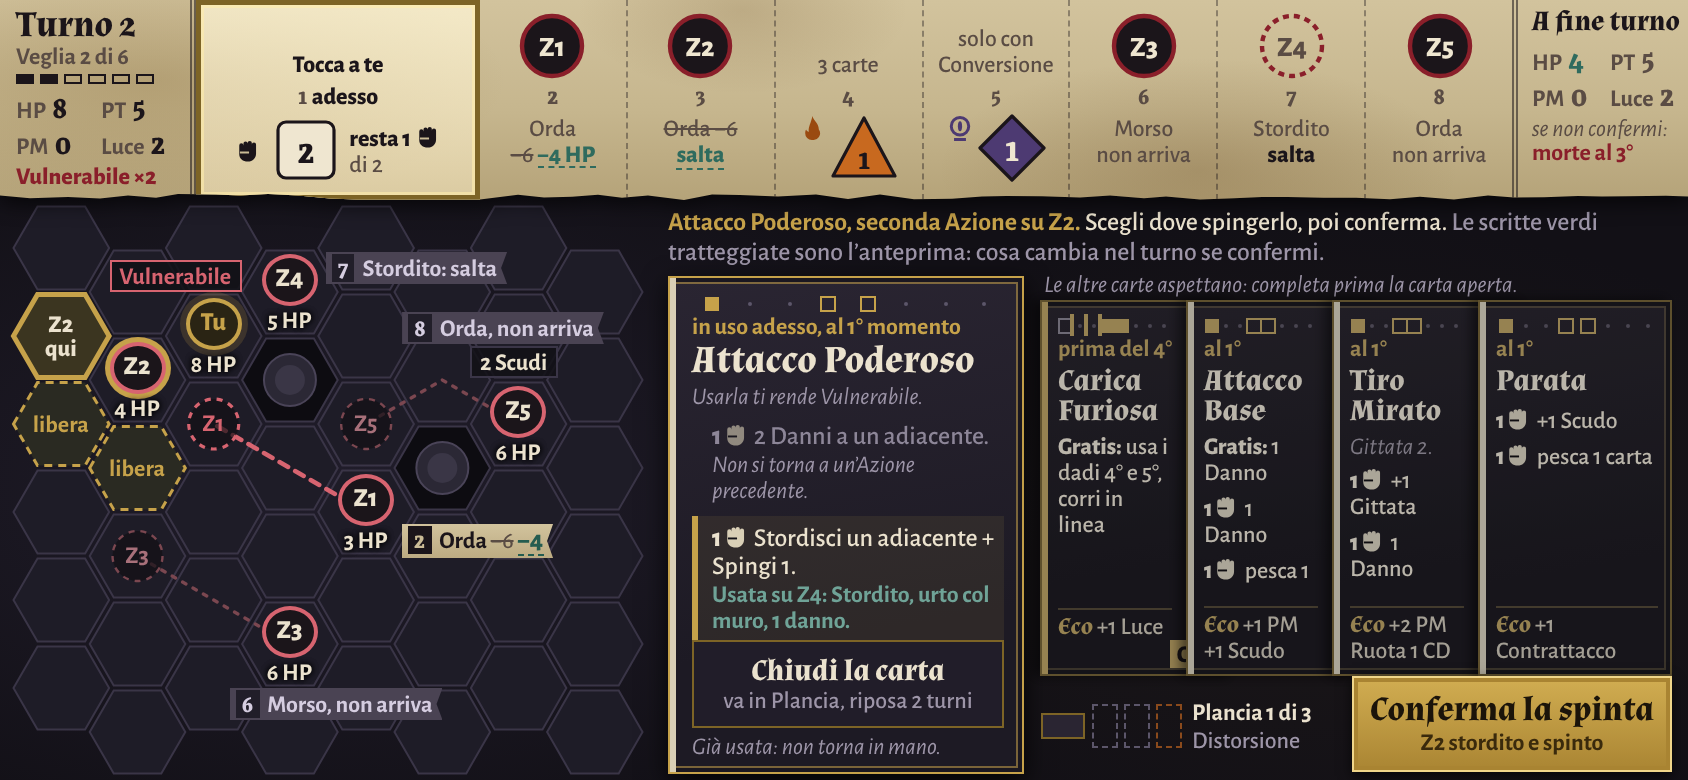 Turno 2
Veglia 2 di 6
HP 8 PT 5
PM 0 Luce 2
Vulnerabile ×2
Tocca a te
1 adesso
2
resta 1
di 2
Z1
2
Orda
–6 –4 HP
Z2
3
Orda –6
salta
3 carte
4
1
solo con
Conversione
5
1
Z3
6
Morso
non arriva
Z4
7
Stordito
salta
Z5
8
Orda
non arriva
A fine turno
HP 4 PT 5
PM 0 Luce 2
se non confermi:
morte al 3°
Vulnerabile
Z4
5 HP
7 Stordito: salta
Z2
qui
Tu
8 HP
8 Orda, non arriva
2 Scudi
Z2
4 HP
libera
libera
Z1
Z5
Z5
6 HP
Z1
3 HP
2 Orda –6 –4
Z3
Z3
6 HP
6 Morso, non arriva
Attacco Poderoso, seconda Azione su Z2. Scegli dove spingerlo, poi conferma. Le scritte verdi
tratteggiate sono l’anteprima: cosa cambia nel turno se confermi.
in uso adesso, al 1° momento
Attacco Poderoso
Usarla ti rende Vulnerabile.
1 2 Danni a un adiacente.
Non si torna a un’Azione
precedente.
1 Stordisci un adiacente +
Spingi 1.
Usata su Z4: Stordito, urto col
muro, 1 danno.
Chiudi la carta
va in Plancia, riposa 2 turni
Già usata: non torna in mano.
Le altre carte aspettano: completa prima la carta aperta.
prima del 4°
Carica
Furiosa
Gratis: usa i
dadi 4° e 5°,
corri in
linea
Eco +1 Luce
al 1°
Attacco
Base
Gratis: 1
Danno
1 1
Danno
1 pesca 1
Eco +1 PM
+1 Scudo
al 1°
Tiro
Mirato
Gittata 2.
1 +1
Gittata
1 1
Danno
Eco +2 PM
Ruota 1 CD
al 1°
Parata
1 +1 Scudo
1 pesca 1 carta
Eco +1
Contrattacco
Plancia 1 di 3
Distorsione
Conferma la spinta
Z2 stordito e spinto